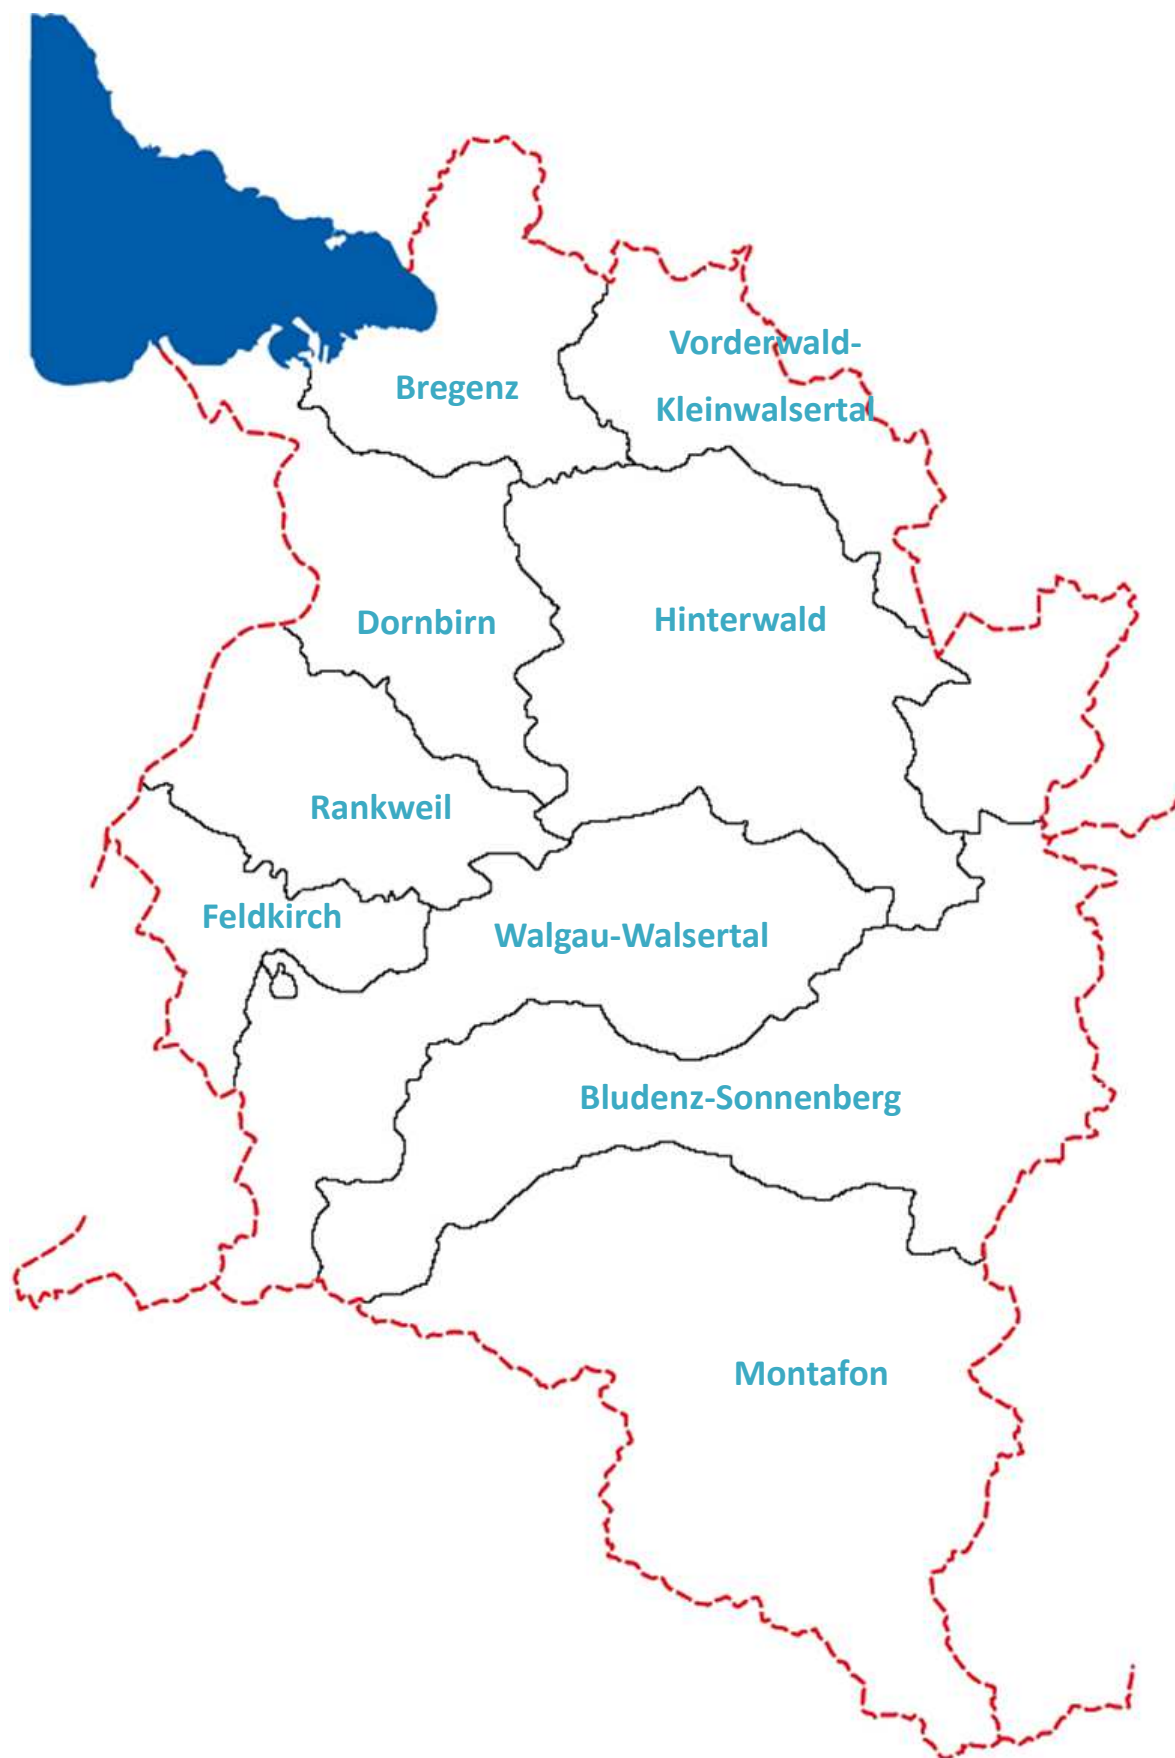 Vorderwald-
Kleinwalsertal
Bregenz
Hinterwald
Dornbirn
Rankweil
Feldkirch
Walgau-Walsertal
Bludenz-Sonnenberg
Montafon